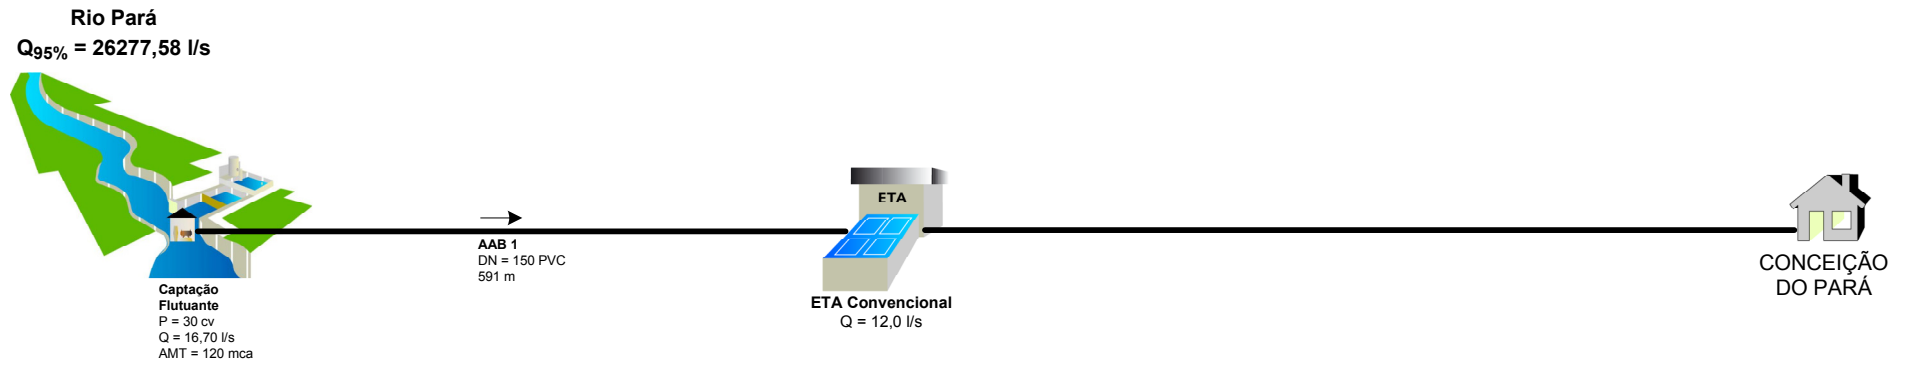 Rio Pará
Q95% = 26277,58 l/s
AAB 1
DN = 150 PVC
591 m
Captação
Flutuante
P = 30 cv
Q = 16,70 l/s
AMT = 120 mca
ETA
ETA Convencional
Q = 12,0 l/s
CONCEIÇÃO
DO PARÁ